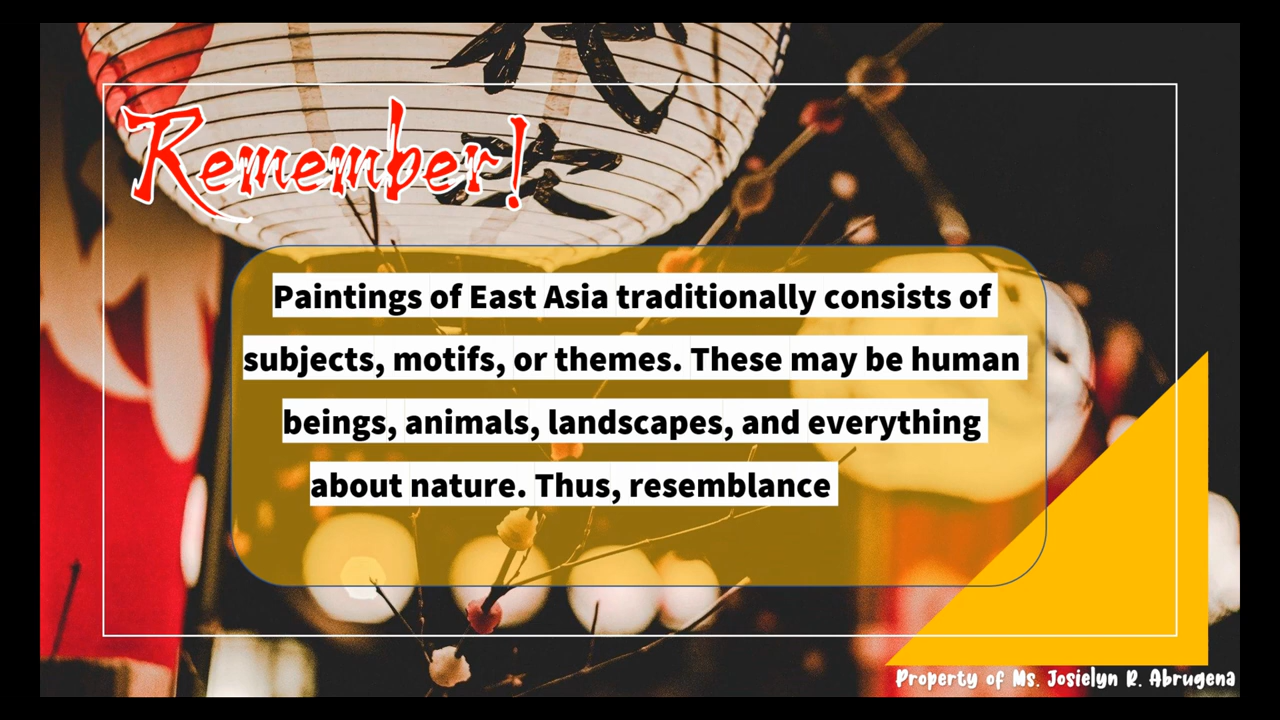 Remember!
Paintings of East Asia traditionally consists of
subjects, motifs, or themes. These may be human
beings, animals, landscapes, and everything
about nature. Thus, resemblance
Property of Ms. Josielyn R. Abrugena